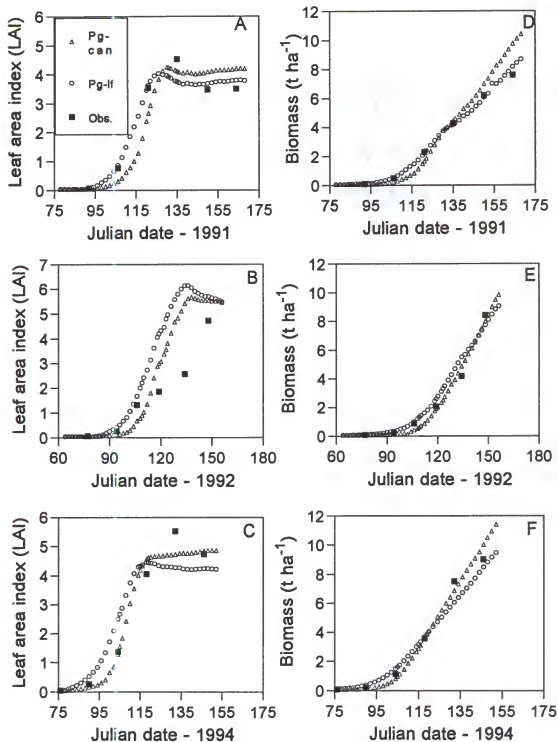 A
Leaf area index (LAI)
6
5
4
3
2
1
0
Pg-can
Pg-lf
Obs.
75 95 115 135 155 175
Julian date - 1991
D
Biomass (t ha-1)
12
10
8
6
4
2
0
75 95 115 135 155 175
Julian date - 1991
B
Leaf area index (LAI)
7
6
5
4
3
2
1
0
60 90 120 150 180
Julian date - 1992
E
Biomass (t ha-1)
12
10
8
6
4
2
0
60 90 120 150 180
Julian date - 1992
C
Leaf area index (LAI)
6
5
4
3
2
1
0
75 95 115 135 155 175
Julian date - 1994
F
Biomass (t ha-1)
12
10
8
6
4
2
0
75 95 115 135 155 175
Julian date - 1994